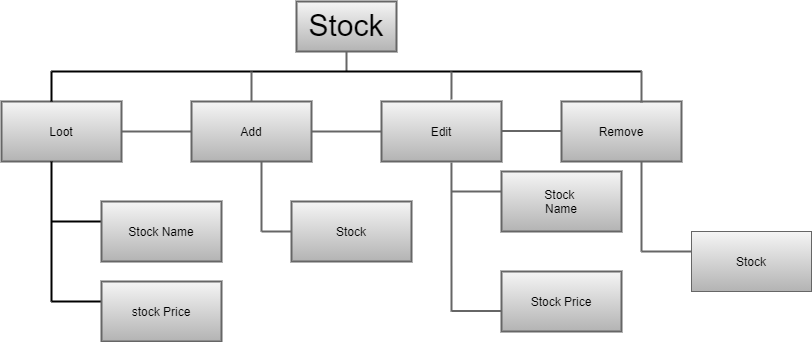 Stock
Loot
Add
Edit
Remove
Stock Name
stock Price
Stock
Stock
Name
Stock Price
Stock